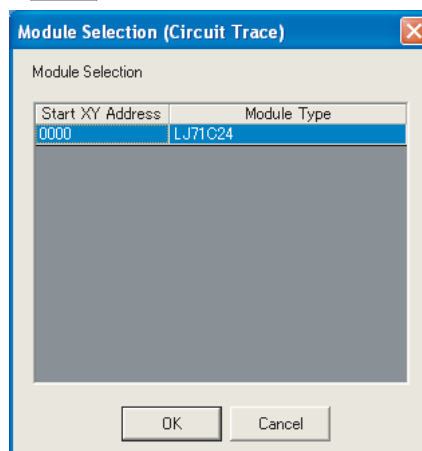 Module Selection (Circuit Trace)
Module Selection
Start XY Address Module Type
0000 LJ71C24
OK Cancel